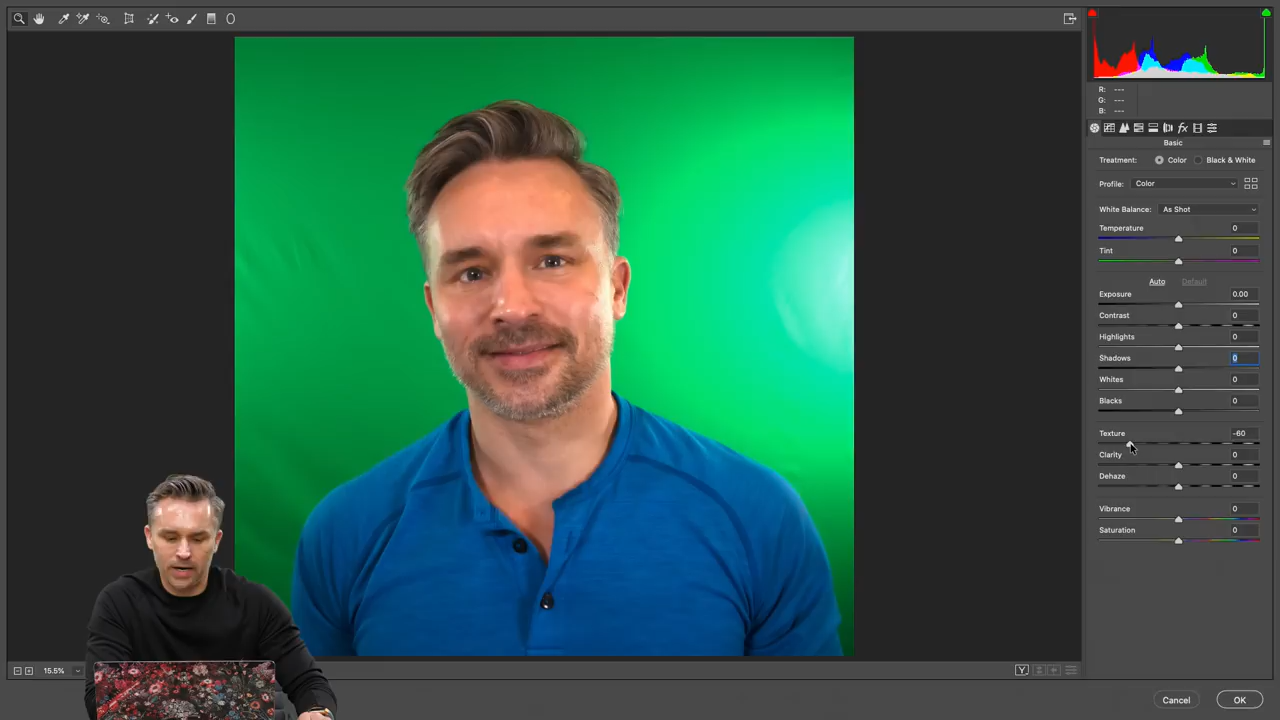 R: ---
G: ---
B: ---
fx
Basic
Treatment: Color Black & White
Profile: Color
White Balance: As Shot
Temperature 0
Tint 0
Auto Default
Exposure 0.00
Contrast 0
Highlights 0
Shadows 0
Whites 0
Blacks 0
Texture -60
Clarity 0
Dehaze 0
Vibrance 0
Saturation 0
15.5% Y
Cancel OK